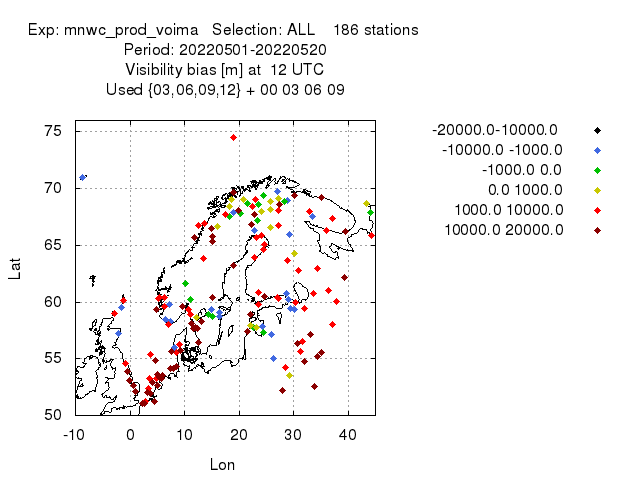 Exp: mnwc_prod_voima   Selection: ALL    186 stations
Period: 20220501-20220520
Visibility bias [m] at  12 UTC
Used {03,06,09,12} + 00 03 06 09
-20000.0-10000.0
-10000.0 -1000.0
-1000.0 0.0
0.0 1000.0
1000.0 10000.0
10000.0 20000.0
75
70
65
60
55
50
Lat
-10 0 10 20 30 40
Lon